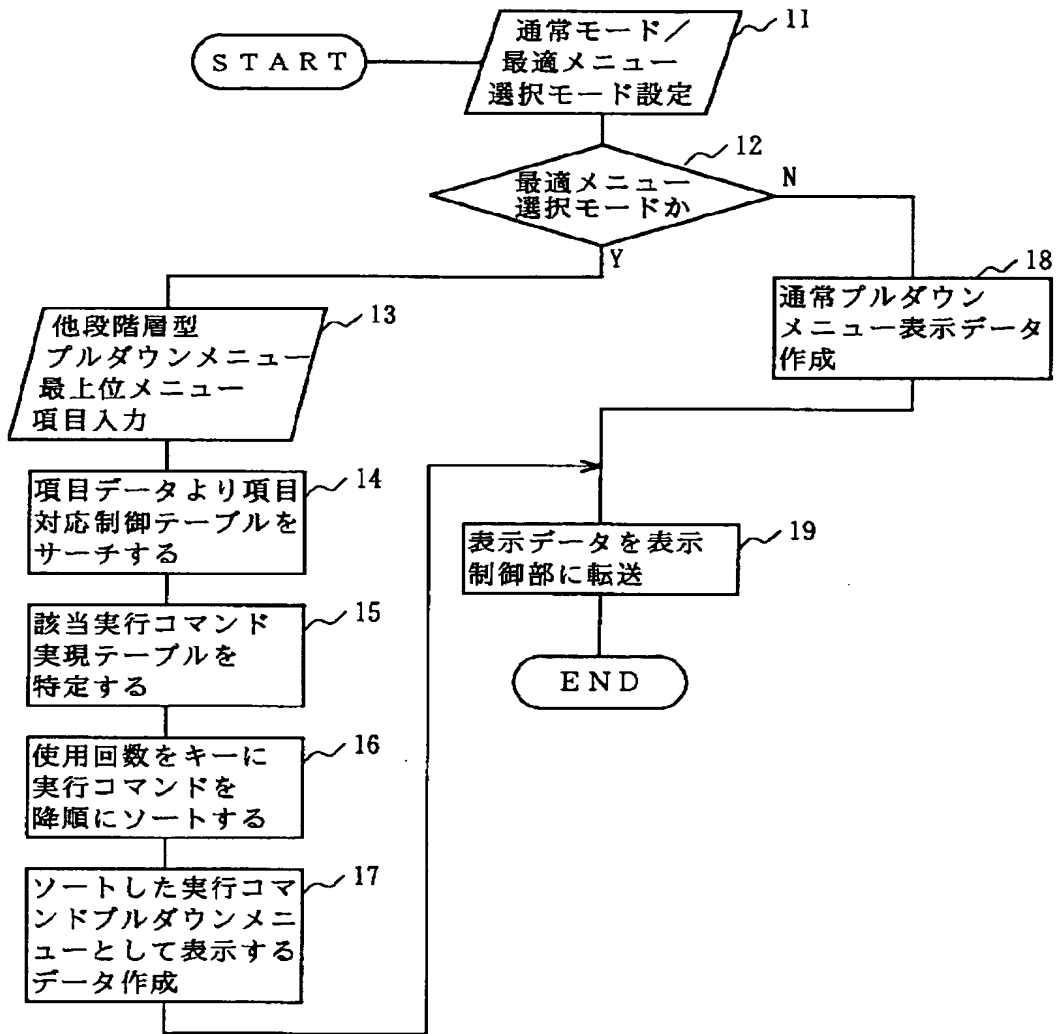 START
通常モード/
最適メニュー
選択モード設定
11
最適メニュー
選択モードか
12
N
Y
他段階層型
プルダウンメニュー
最上位メニュー
項目入力
13
項目データより項目
対応制御テーブルを
サーチする
14
該当実行コマンド
実現テーブルを
特定する
15
使用回数をキーに
実行コマンドを
降順にソートする
16
ソートした実行コマ
ンドプルダウンメニ
ューとして表示する
データ作成
17
通常プルダウン
メニュー表示データ
作成
18
表示データを表示
制御部に転送
19
END